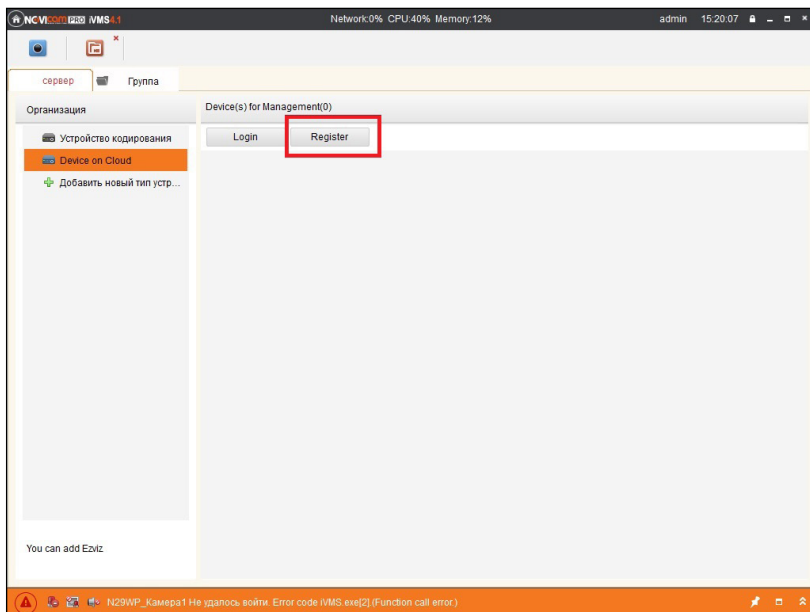 NOVICOM PRO iVMS4.1 Network:0% CPU:40% Memory:12% admin 15:20:07
сервер Группа
Организация Device(s) for Management(0)
Устройство кодирования Login Register
Device on Cloud
Добавить новый тип устр...
You can add Ezviz
N29WP_Камера1 Не удалось войти. Error code iVMS.exe[2].(Function call error.)